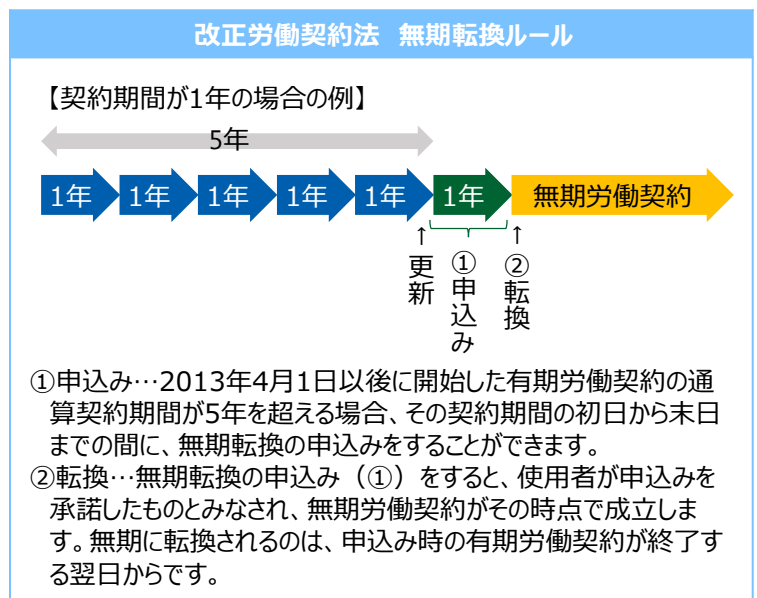 改正労働契約法 無期転換ルール
【契約期間が1年の場合の例】
5年
1年 1年 1年 1年 1年 1年 無期労働契約
↑ ↑
更新 ①申込み ②転換
①申込み…2013年4月1日以後に開始した有期労働契約の通
算契約期間が5年を超える場合、その契約期間の初日から末日
までの間に、無期転換の申込みをすることができます。
②転換…無期転換の申込み（①）をすると、使用者が申込みを
承諾したものとみなされ、無期労働契約がその時点で成立しま
す。無期に転換されるのは、申込み時の有期労働契約が終了す
る翌日からです。